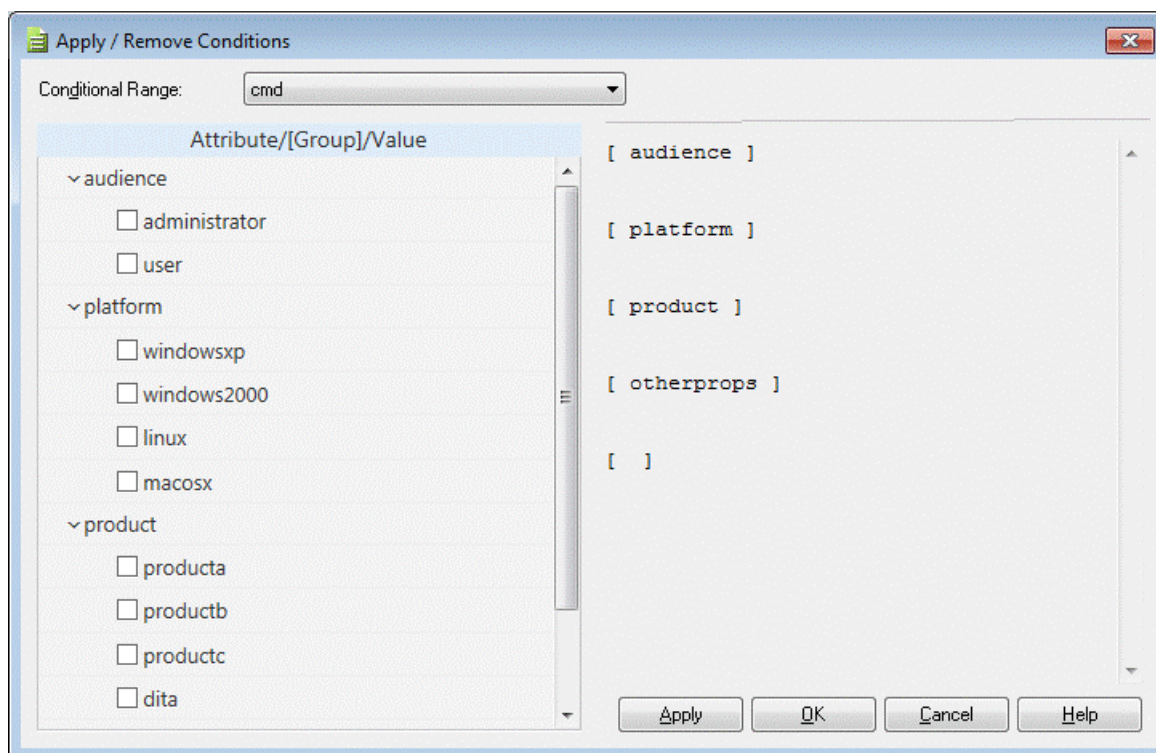 Apply / Remove Conditions
Conditional Range: cmd
Attribute/[Group]/Value
audience
administrator
user
platform
windowsxp
windows2000
linux
macosx
product
producta
productb
productc
dita
[ audience ]
[ platform ]
[ product ]
[ otherprops ]
[  ]
Apply OK Cancel Help